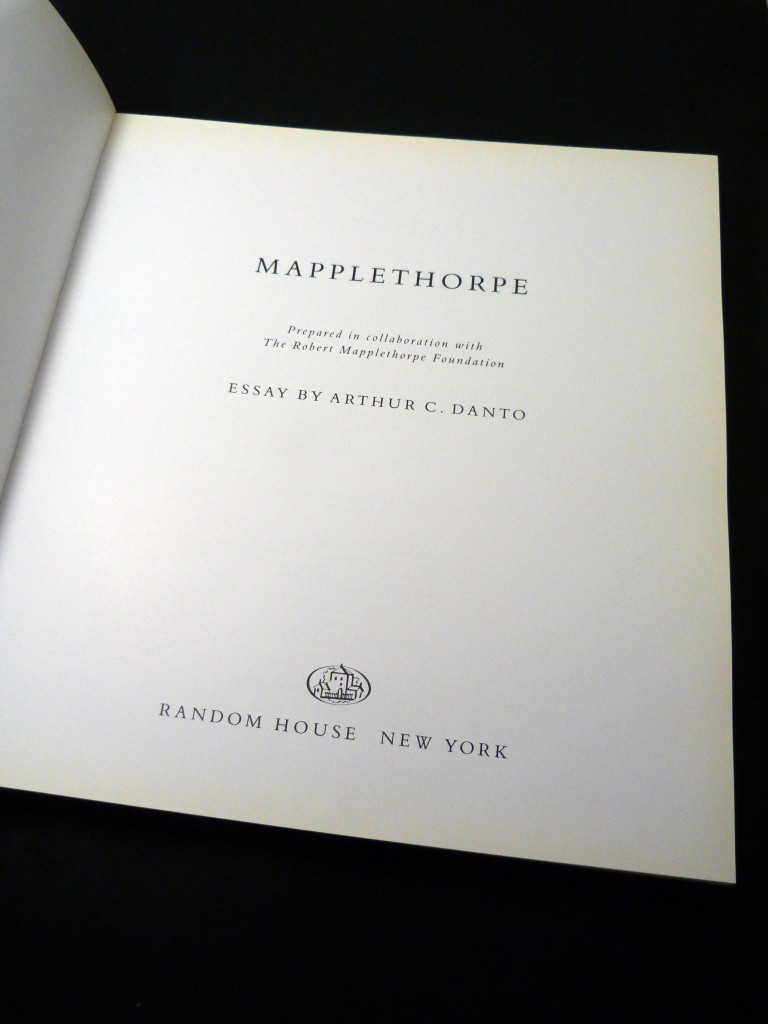 MAPPLETHORPE
Prepared in collaboration with
The Robert Mapplethorpe Foundation
ESSAY BY ARTHUR C. DANTO
RANDOM HOUSE NEW YORK